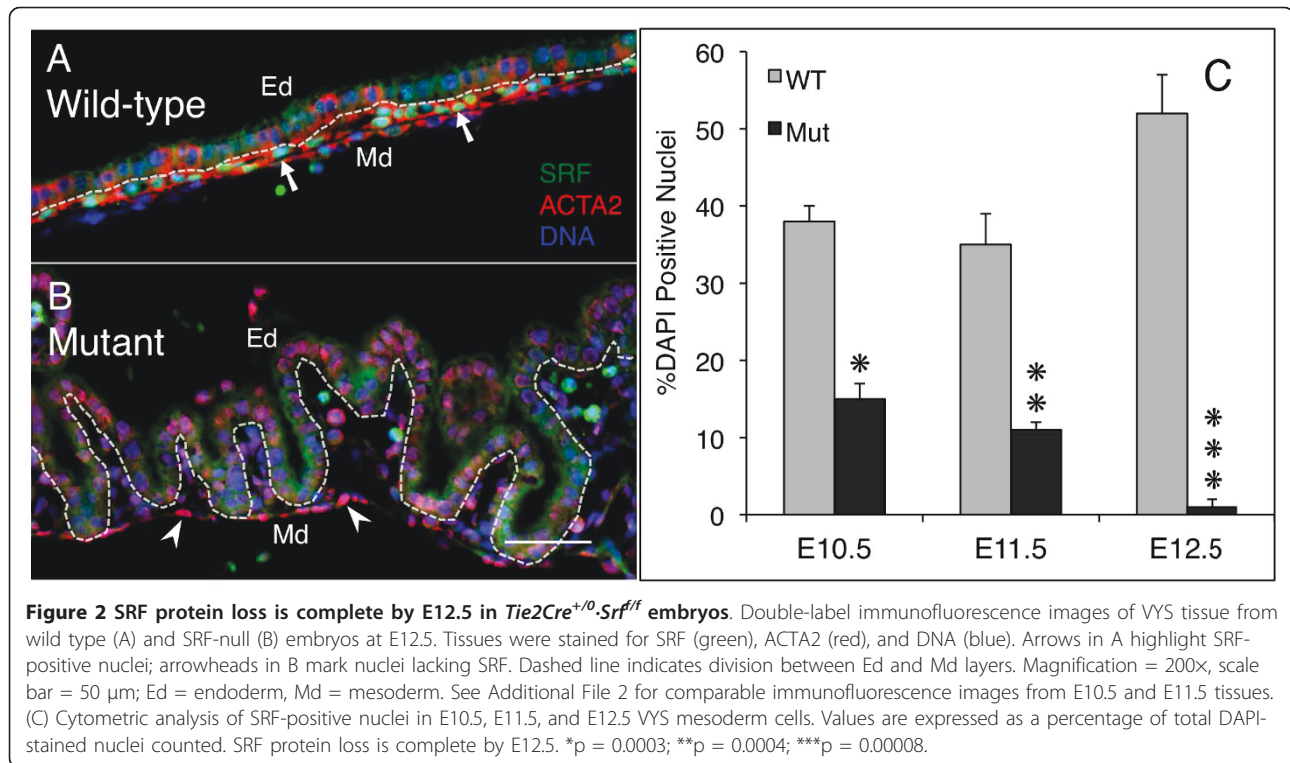 A
Wild-type
Ed
Md
SRF
ACTA2
DNA
B
Mutant
Ed
Md
C
WT
Mut
%DAPI Positive Nuclei
60
50
40
30
20
10
0
*
*
*
*
*
*
E10.5
E11.5
E12.5
Figure 2 SRF protein loss is complete by E12.5 in Tie2Cre+/0·Srff/f embryos. Double-label immunofluorescence images of VYS tissue from
wild type (A) and SRF-null (B) embryos at E12.5. Tissues were stained for SRF (green), ACTA2 (red), and DNA (blue). Arrows in A highlight SRF-
positive nuclei; arrowheads in B mark nuclei lacking SRF. Dashed line indicates division between Ed and Md layers. Magnification = 200×, scale
bar = 50 μm; Ed = endoderm, Md = mesoderm. See Additional File 2 for comparable immunofluorescence images from E10.5 and E11.5 tissues.
(C) Cytometric analysis of SRF-positive nuclei in E10.5, E11.5, and E12.5 VYS mesoderm cells. Values are expressed as a percentage of total DAPI-
stained nuclei counted. SRF protein loss is complete by E12.5. *p = 0.0003; **p = 0.0004; ***p = 0.00008.